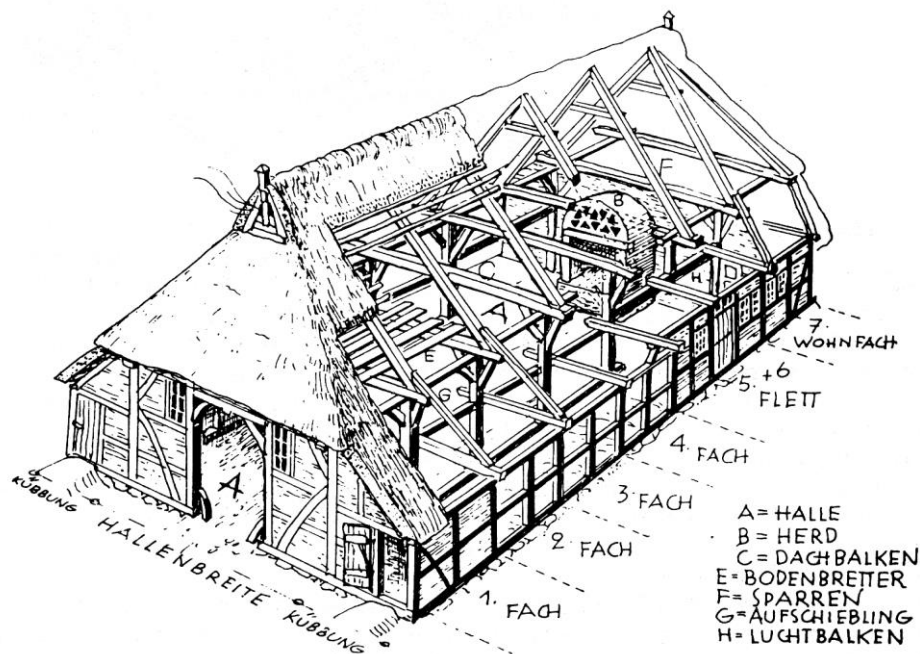 F
B
C
A
H
E
G
A
7.
WOHNFACH
5. + 6
FLETT
4. FACH
3. FACH
2 FACH
1. FACH
KÜBBUNG
HALLENBREITE
KÜBBUNG
A = HALLE
B = HERD
C = DACHTBALKEN
E = BODENBRETTER
F = SPARREN
G = AUFSCHIEBLING
H = LUCHTBALKEN